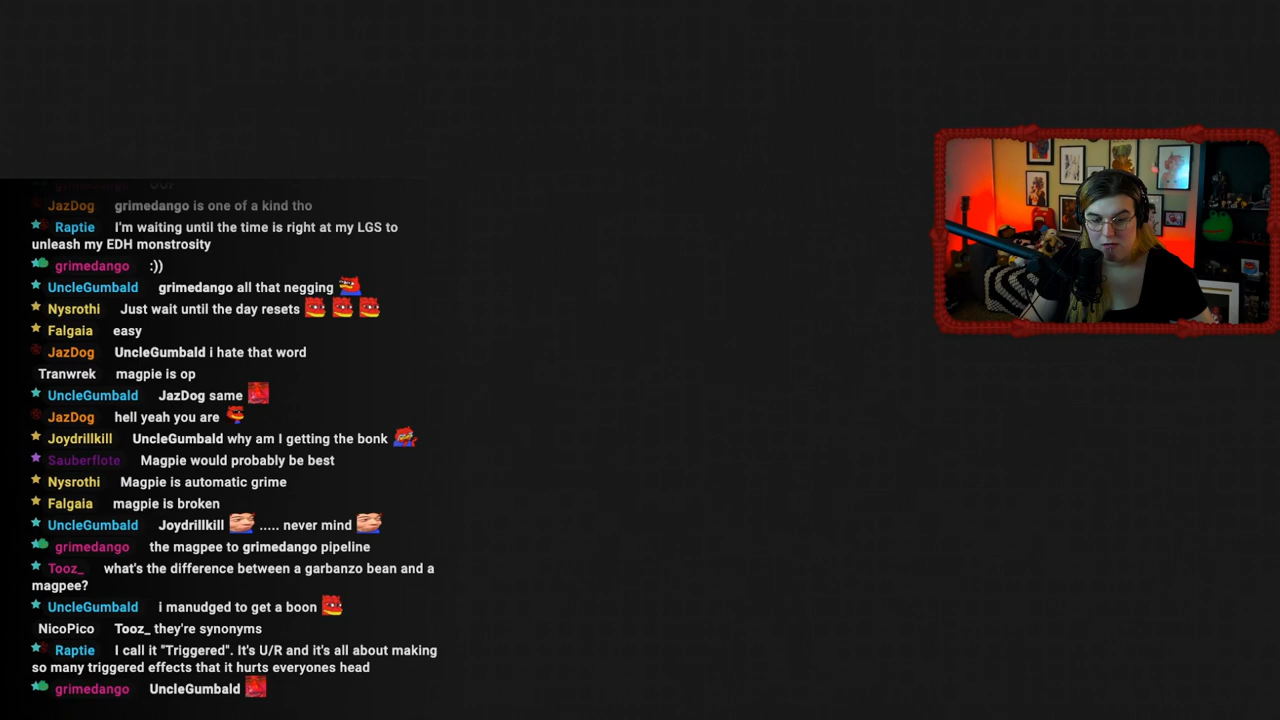 JazDog grimedango is one of a kind tho
Raptie I'm waiting until the time is right at my LGS to
unleash my EDH monstrosity
grimedango :))
UncleGumbald grimedango all that negging
Nysrothi Just wait until the day resets
Falgaia easy
JazDog UncleGumbald i hate that word
Tranwrek magpie is op
UncleGumbald JazDog same
JazDog hell yeah you are
Joydrillkill UncleGumbald why am I getting the bonk
Sauberflote Magpie would probably be best
Nysrothi Magpie is automatic grime
Falgaia magpie is broken
UncleGumbald Joydrillkill ..... never mind
grimedango the magpee to grimedango pipeline
Tooz_ what's the difference between a garbanzo bean and a
magpee?
UncleGumbald i manudged to get a boon
NicoPico Tooz_ they're synonyms
Raptie I call it "Triggered". It's U/R and it's all about making
so many triggered effects that it hurts everyones head
grimedango UncleGumbald